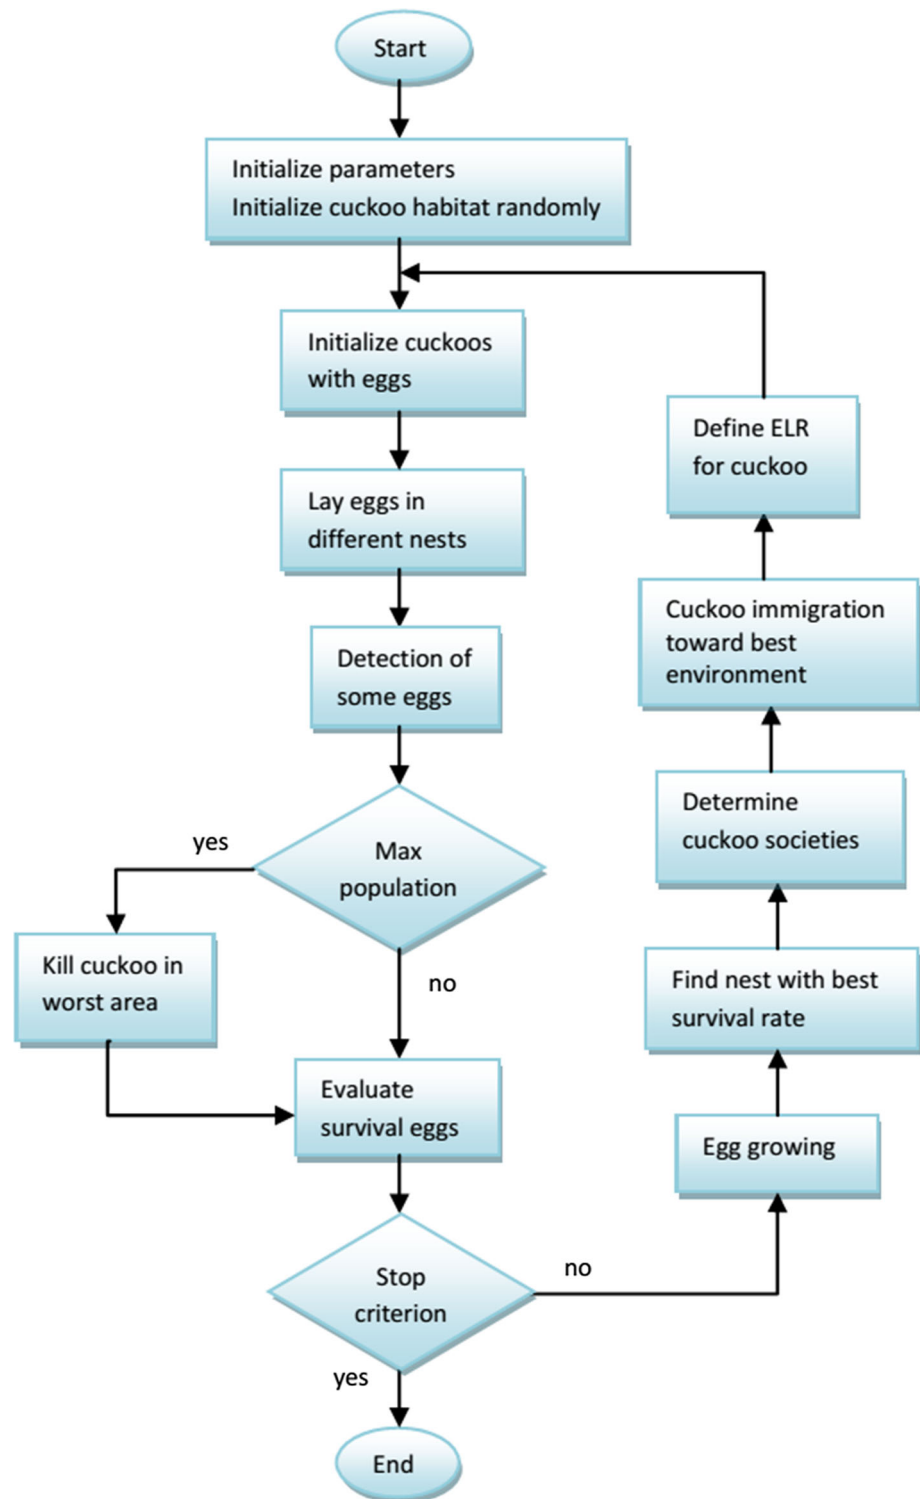 Start
Initialize parameters
Initialize cuckoo habitat randomly
Initialize cuckoos
with eggs
Lay eggs in
different nests
Detection of
some eggs
Max
population
yes
no
Kill cuckoo in
worst area
Evaluate
survival eggs
Stop
criterion
no
yes
End
Egg growing
Find nest with best
survival rate
Determine
cuckoo societies
Cuckoo immigration
toward best
environment
Define ELR
for cuckoo